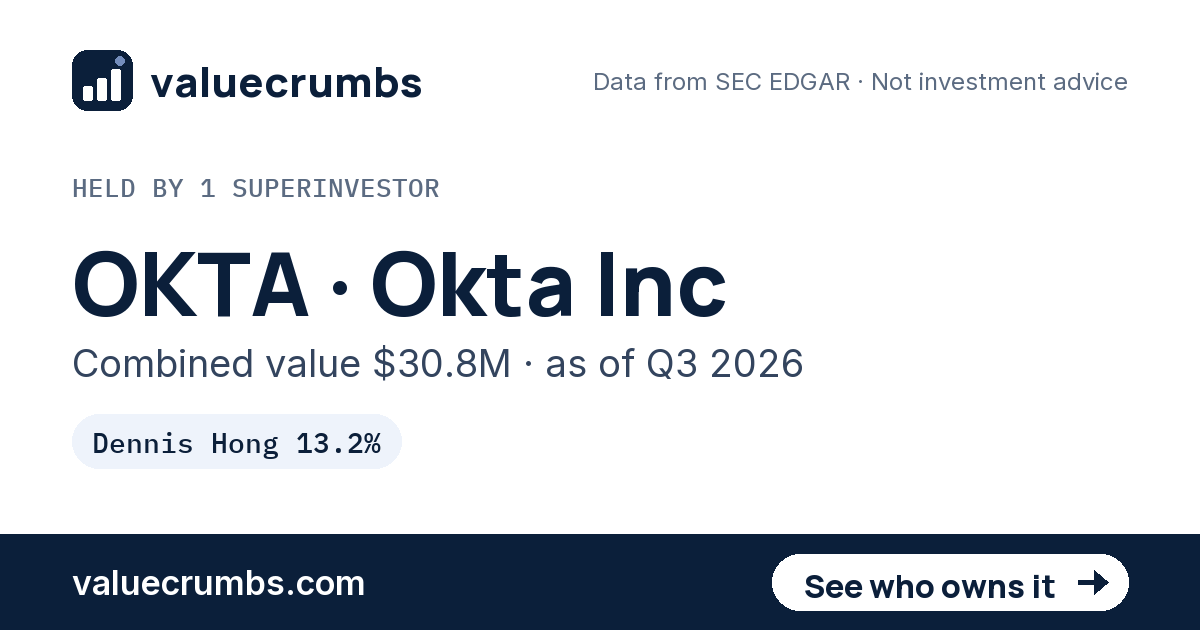 valuecrumbs
Data from SEC EDGAR · Not investment advice
HELD BY 1 SUPERINVESTOR
OKTA · Okta Inc
Combined value $30.8M · as of Q3 2026
Dennis Hong 13.2%
valuecrumbs.com
See who owns it →